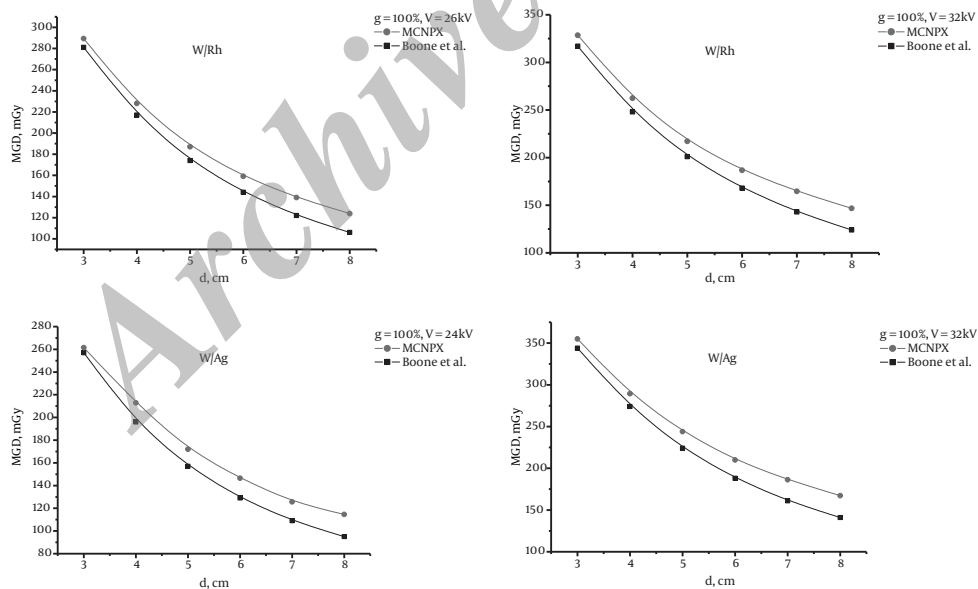 g = 100%, V = 26kV
MCNPX
Boone et al.
W/Rh
MGD, mGy
300
280
260
240
220
200
180
160
140
120
100
3 4 5 6 7 8
d, cm
g = 100%, V = 32kV
MCNPX
Boone et al.
W/Rh
MGD, mGy
350
300
250
200
150
100
3 4 5 6 7 8
d, cm
g = 100%, V = 24kV
MCNPX
Boone et al.
W/Ag
MGD, mGy
280
260
240
220
200
180
160
140
120
100
80
3 4 5 6 7 8
d, cm
g = 100%, V = 32kV
MCNPX
Boone et al.
W/Ag
MGD, mGy
350
300
250
200
150
100
3 4 5 6 7 8
d, cm
Archive